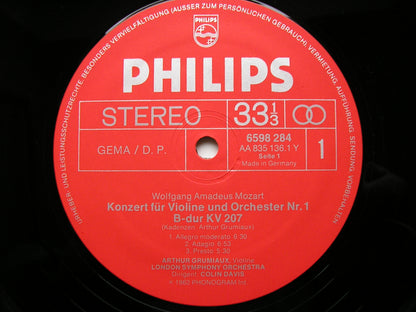 URHEBER- UND LEISTUNGSSCHUTZRECHTE, BESONDERS VERVIELFÄLTIGUNG (AUSSER ZUM PERSÖNLICHEN GEBRAUCH), VERMIETUNG, AUFFÜHRUNG, SENDUNG, VORBEHALTEN
PHILIPS
PHILIPS
STEREO 33 1/3
GEMA / D. P.
6598 284
AA 835 136.1 Y
Seite 1
Made in Germany
1
Wolfgang Amadeus Mozart
Konzert für Violine und Orchester Nr. 1
B-dur KV 207
(Kadenzen: Arthur Grumiaux)
1. Allegro moderato 6:30
2. Adagio 6:53
3. Presto 5:30
ARTHUR GRUMIAUX, Violine
LONDON SYMPHONY ORCHESTRA
Dirigent: COLIN DAVIS
PHONOGRAM Int.